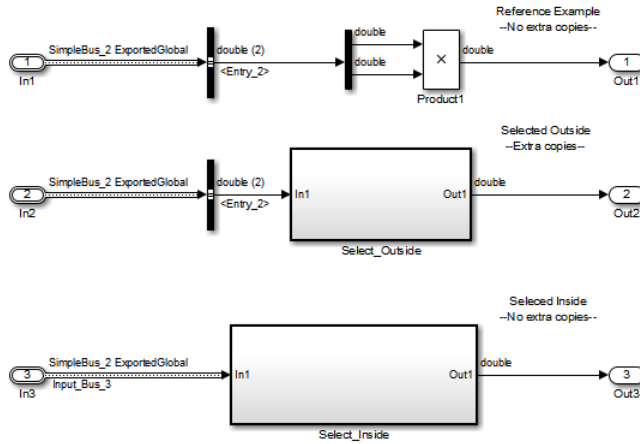 Reference Example
--No extra copies--
SimpleBus_2 ExportedGlobal
1
In1
double (2)
<Entry_2>
double
double
×
Product1
double
1
Out1
Selected Outside
--Extra copies--
SimpleBus_2 ExportedGlobal
2
In2
double (2)
<Entry_2>
In1
Out1
Select_Outside
double
2
Out2
Seleced Inside
--No extra copies--
SimpleBus_2 ExportedGlobal
3
Input_Bus_3
In3
In1
Out1
Select_Inside
double
3
Out3